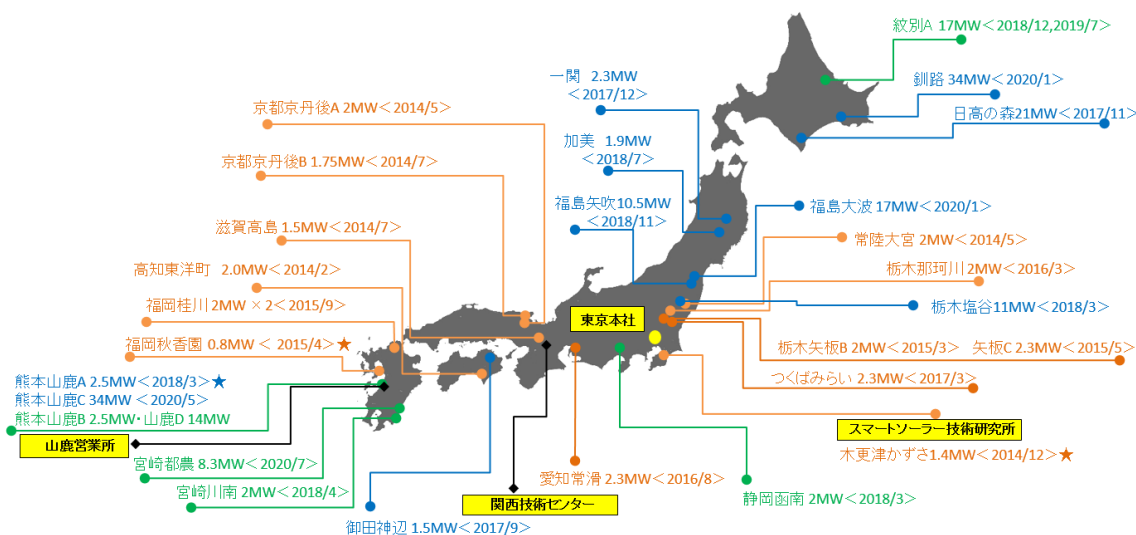 紋別A 17MW＜2018/12,2019/7＞
一関 2.3MW
＜2017/12＞
釧路 34MW＜2020/1＞
京都京丹後A 2MW＜2014/5＞
日高の森21MW＜2017/11＞
加美 1.9MW
＜2018/7＞
京都京丹後B 1.75MW＜2014/7＞
福島矢吹10.5MW
＜2018/11＞
福島大波 17MW＜2020/1＞
滋賀高島 1.5MW＜2014/7＞
常陸大宮 2MW＜2014/5＞
高知東洋町 2.0MW＜2014/2＞
栃木那珂川 2MW＜2016/3＞
福岡桂川 2MW ×2＜2015/9＞
栃木塩谷11MW＜2018/3＞
東京本社
福岡秋香園 0.8MW＜ 2015/4＞★
栃木矢板B 2MW＜2015/3＞ 矢板C 2.3MW＜2015/5＞
熊本山鹿A 2.5MW＜2018/3＞★
つくばみらい 2.3MW＜2017/3＞
熊本山鹿C 34MW ＜2020/5＞
熊本山鹿B 2.5MW・山鹿D 14MW
スマートソーラー技術研究所
山鹿営業所
木更津かずさ1.4MW＜2014/12＞★
宮崎都農 8.3MW＜2020/7＞
愛知常滑 2.3MW＜2016/8＞
宮崎川南 2MW＜2018/4＞
静岡函南 2MW＜2018/3＞
関西技術センター
御田神辺 1.5MW＜2017/9＞